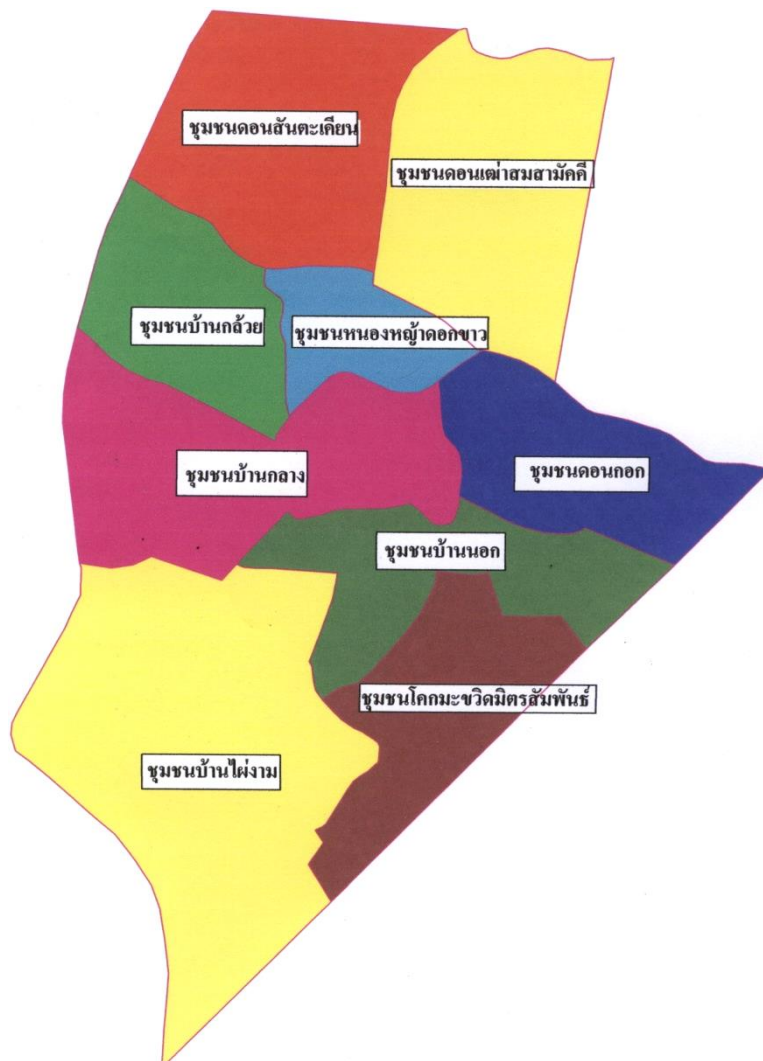 ชุมชนดอนสันตะเคียน
ชุมชนดอนเฒ่าสมสามัคคี
ชุมชนบ้านกล้วย
ชุมชนหนองหญ้าดอกขาว
ชุมชนบ้านกลาง
ชุมชนดอนกอก
ชุมชนบ้านนอก
ชุมชนโคกมะขวิดมิตรสัมพันธ์
ชุมชนบ้านไผ่งาม